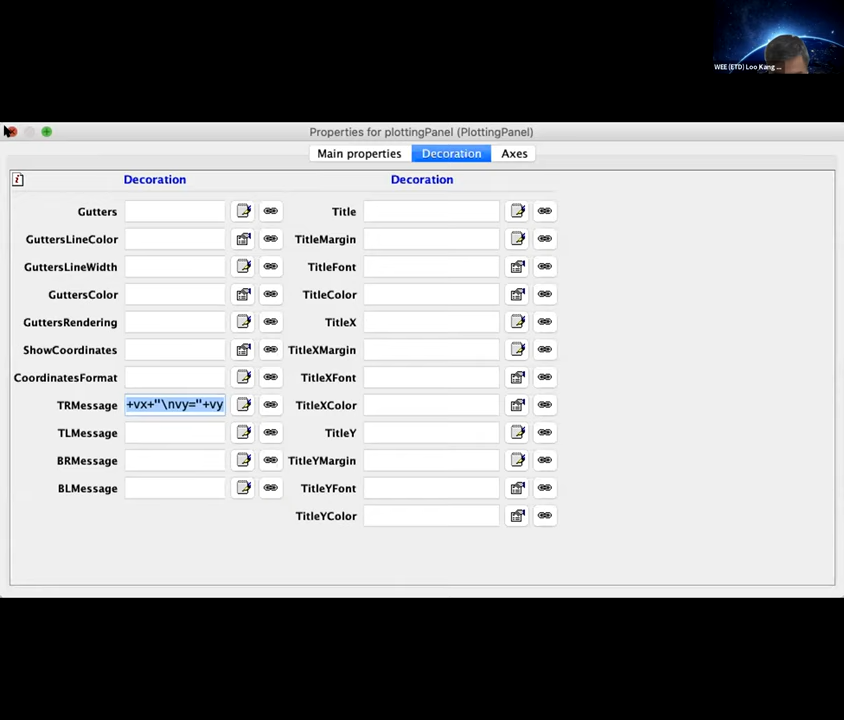 WEE (ETD) Loo Kang ...
Properties for plottingPanel (PlottingPanel)
Main properties
Decoration
Axes
Decoration
Decoration
Gutters
Title
GuttersLineColor
TitleMargin
GuttersLineWidth
TitleFont
GuttersColor
TitleColor
GuttersRendering
TitleX
ShowCoordinates
TitleXMargin
CoordinatesFormat
TitleXFont
TRMessage
+vx+"\nvy="+vy
TitleXColor
TLMessage
TitleY
BRMessage
TitleYMargin
BLMessage
TitleYFont
TitleYColor